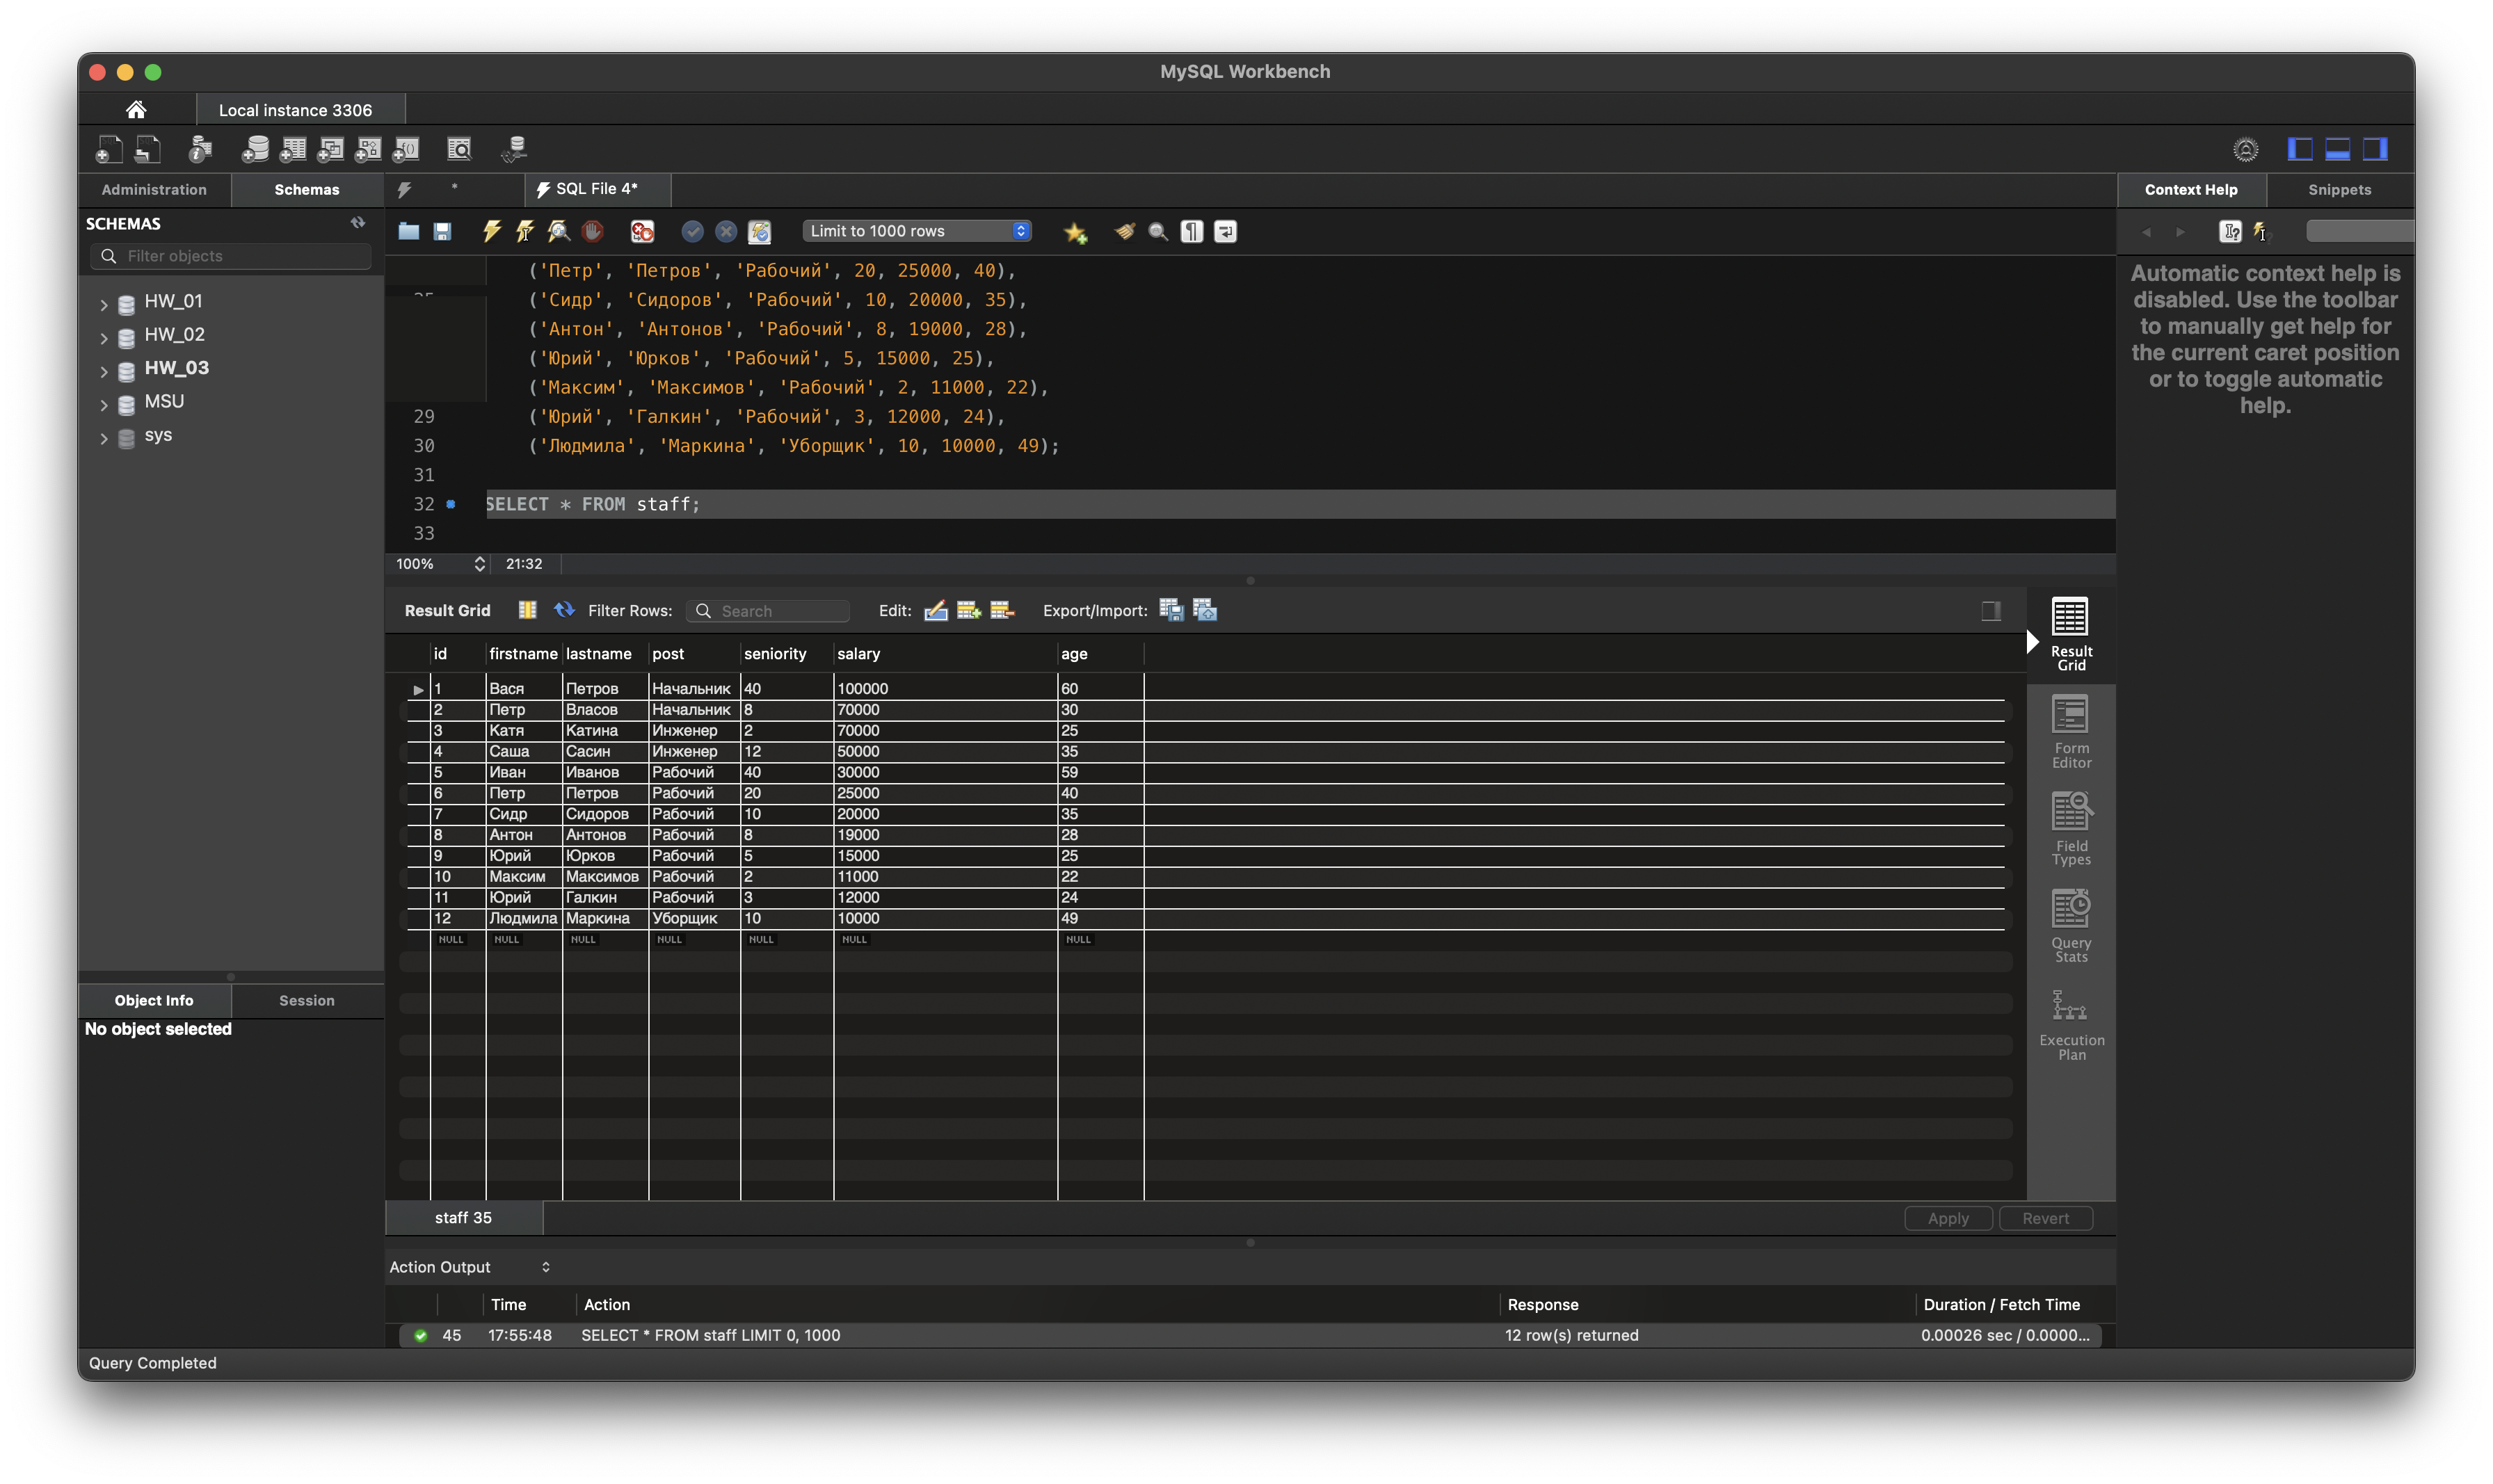 MySQL Workbench
Local instance 3306
Administration Schemas
* SQL File 4*
Context Help Snippets
SCHEMAS
Filter objects
Limit to 1000 rows
HW_01
HW_02
HW_03
MSU
sys
('Петр', 'Петров', 'Рабочий', 20, 25000, 40),
('Сидр', 'Сидоров', 'Рабочий', 10, 20000, 35),
('Антон', 'Антонов', 'Рабочий', 8, 19000, 28),
('Юрий', 'Юрков', 'Рабочий', 5, 15000, 25),
('Максим', 'Максимов', 'Рабочий', 2, 11000, 22),
29 ('Юрий', 'Галкин', 'Рабочий', 3, 12000, 24),
30 ('Людмила', 'Маркина', 'Уборщик', 10, 10000, 49);
31
32 SELECT * FROM staff;
33
100% 21:32
Automatic context help is
disabled. Use the toolbar
to manually get help for
the current caret position
or to toggle automatic
help.
Result Grid Filter Rows: Search Edit: Export/Import:
id firstname lastname post seniority salary age
1 Вася Петров Начальник 40 100000 60
2 Петр Власов Начальник 8 70000 30
3 Катя Катина Инженер 2 70000 25
4 Саша Сасин Инженер 12 50000 35
5 Иван Иванов Рабочий 40 30000 59
6 Петр Петров Рабочий 20 25000 40
7 Сидр Сидоров Рабочий 10 20000 35
8 Антон Антонов Рабочий 8 19000 28
9 Юрий Юрков Рабочий 5 15000 25
10 Максим Максимов Рабочий 2 11000 22
11 Юрий Галкин Рабочий 3 12000 24
12 Людмила Маркина Уборщик 10 10000 49
NULL NULL NULL NULL NULL NULL NULL
Result
Grid
Form
Editor
Field
Types
Query
Stats
Execution
Plan
Object Info Session
No object selected
staff 35
Apply Revert
Action Output
Time Action Response Duration / Fetch Time
45 17:55:48 SELECT * FROM staff LIMIT 0, 1000 12 row(s) returned 0.00026 sec / 0.0000...
Query Completed